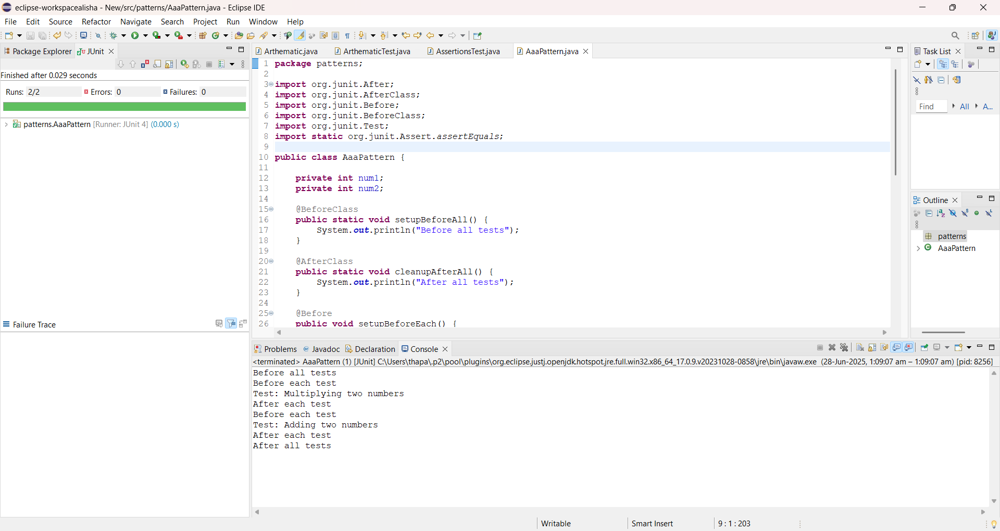 eclipse-workspacealisha - New/src/patterns/AaaPattern.java - Eclipse IDE
File Edit Source Refactor Navigate Search Project Run Window Help
Package Explorer JUnit
Finished after 0.029 seconds
Runs: 2/2 Errors: 0 Failures: 0
patterns.AaaPattern [Runner: JUnit 4] (0.000 s)
Failure Trace
Arthematic.java ArthematicTest.java AssertionsTest.java AaaPattern.java
1 package patterns;
2
3 import org.junit.After;
4 import org.junit.AfterClass;
5 import org.junit.Before;
6 import org.junit.BeforeClass;
7 import org.junit.Test;
8 import static org.junit.Assert.assertEquals;
9
10 public class AaaPattern {
11
12 private int num1;
13 private int num2;
14
15 @BeforeClass
16 public static void setupBeforeAll() {
17 System.out.println("Before all tests");
18 }
19
20 @AfterClass
21 public static void cleanupAfterAll() {
22 System.out.println("After all tests");
23 }
24
25 @Before
26 public void setupBeforeEach() {
Task List
Find All A...
Outline
patterns
AaaPattern
Problems Javadoc Declaration Console
<terminated> AaaPattern (1) [JUnit] C:\Users\thapa\.p2\pool\plugins\org.eclipse.justj.openjdk.hotspot.jre.full.win32.x86_64_17.0.9.v20231028-0858\jre\bin\javaw.exe (28-Jun-2025, 1:09:07 am – 1:09:07 am) [pid: 8256]
Before all tests
Before each test
Test: Multiplying two numbers
After each test
Before each test
Test: Adding two numbers
After each test
After all tests
Writable Smart Insert 9 : 1 : 203